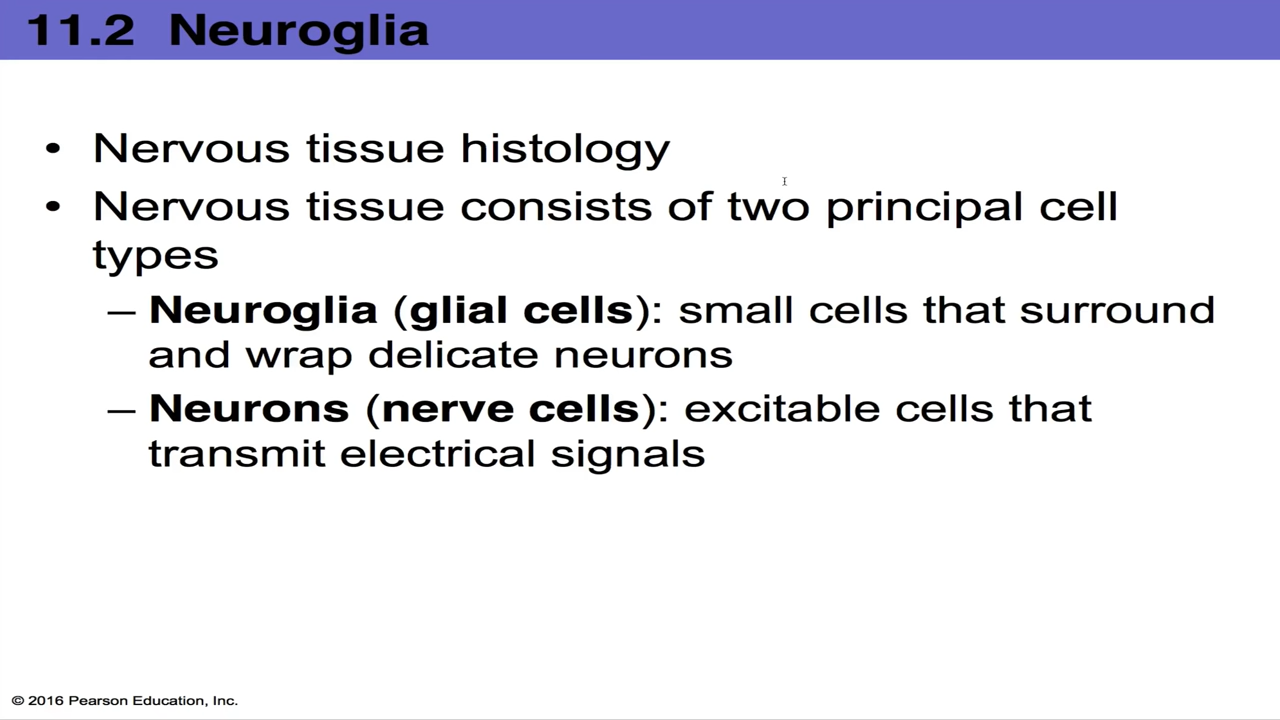 11.2 Neuroglia
• Nervous tissue histology
• Nervous tissue consists of two principal cell
types
– Neuroglia (glial cells): small cells that surround
and wrap delicate neurons
– Neurons (nerve cells): excitable cells that
transmit electrical signals
© 2016 Pearson Education, Inc.